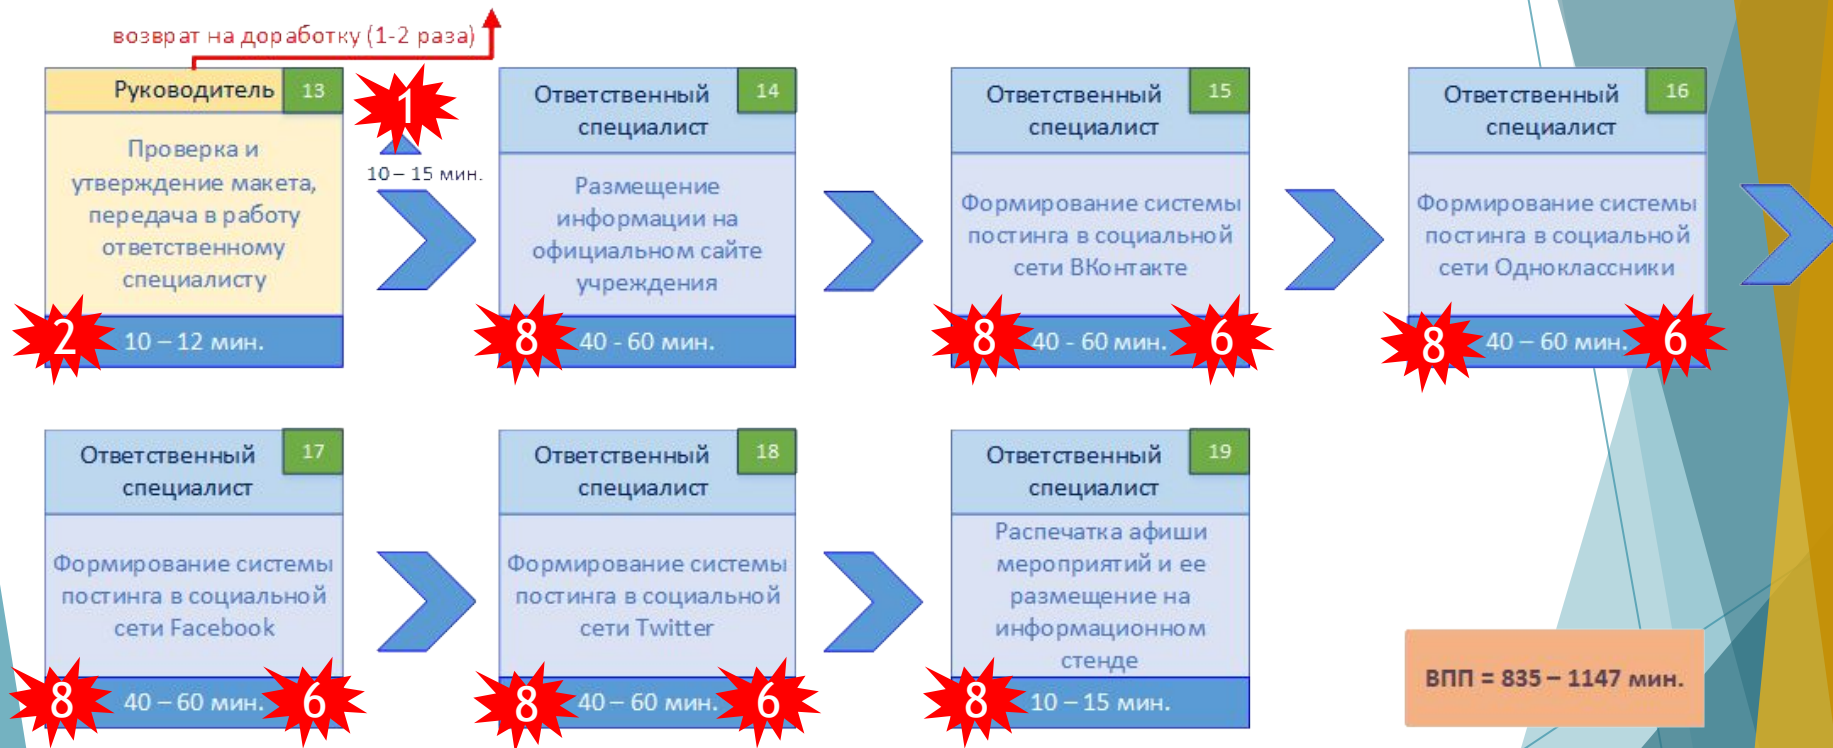 возврат на доработку (1-2 раза)
Руководитель
13
Проверка и
утверждение макета,
передача в работу
ответственному
специалисту
2
10 – 12 мин.
1
10 – 15 мин.
Ответственный
специалист
14
Размещение
информации на
официальном сайте
учреждения
8
40 - 60 мин.
Ответственный
специалист
15
Формирование системы
постинга в социальной
сети ВКонтакте
8
40 - 60 мин.
6
Ответственный
специалист
16
Формирование системы
постинга в социальной
сети Одноклассники
8
40 – 60 мин.
6
Ответственный
специалист
17
Формирование системы
постинга в социальной
сети Facebook
8
40 – 60 мин.
6
Ответственный
специалист
18
Формирование системы
постинга в социальной
сети Twitter
8
40 – 60 мин.
6
Ответственный
специалист
19
Распечатка афиши
мероприятий и ее
размещение на
информационном
стенде
8
10 – 15 мин.
ВПП = 835 – 1147 мин.